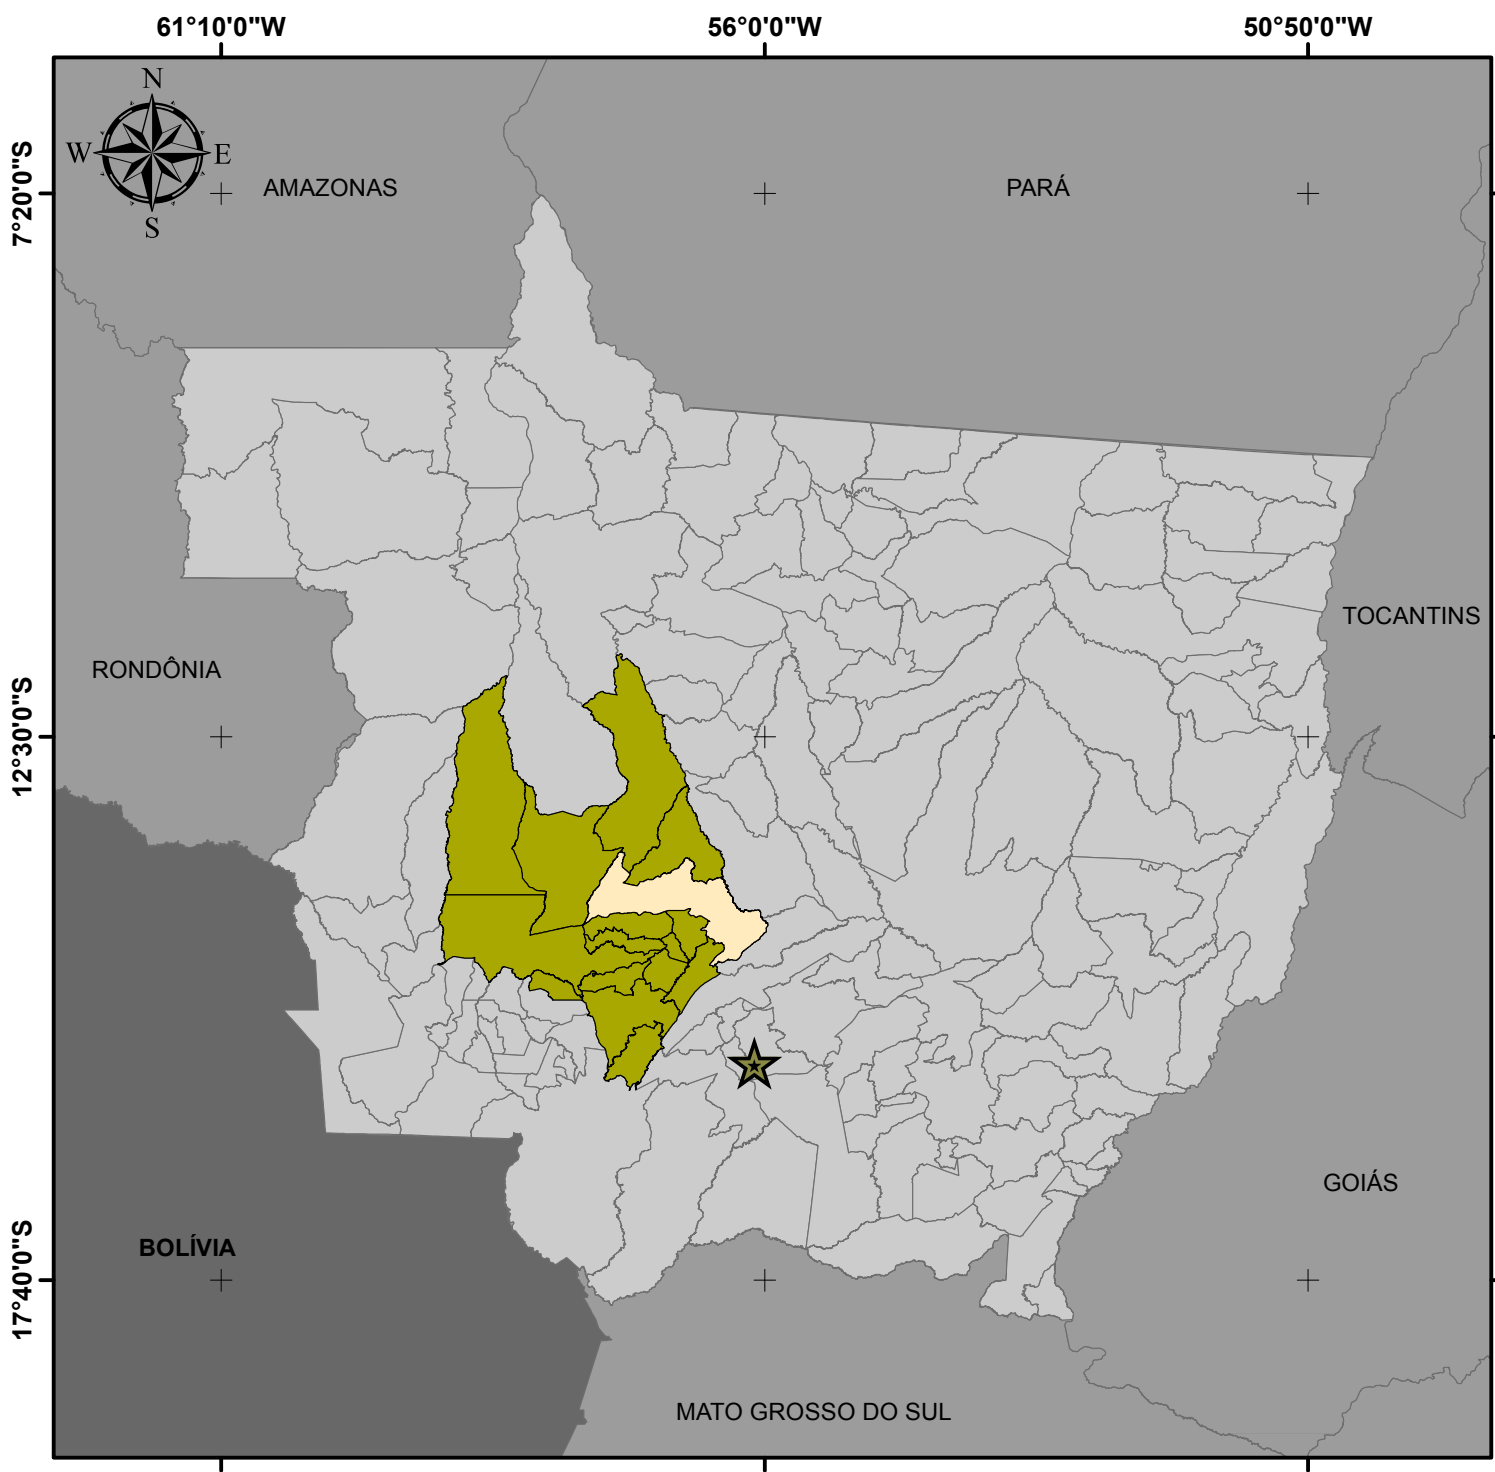 61°10'0"W 56°0'0"W 50°50'0"W
N
W E
S
7°20'0"S
AMAZONAS
PARÁ
TOCANTINS
RONDÔNIA
12°30'0"S
GOIÁS
BOLÍVIA
17°40'0"S
MATO GROSSO DO SUL